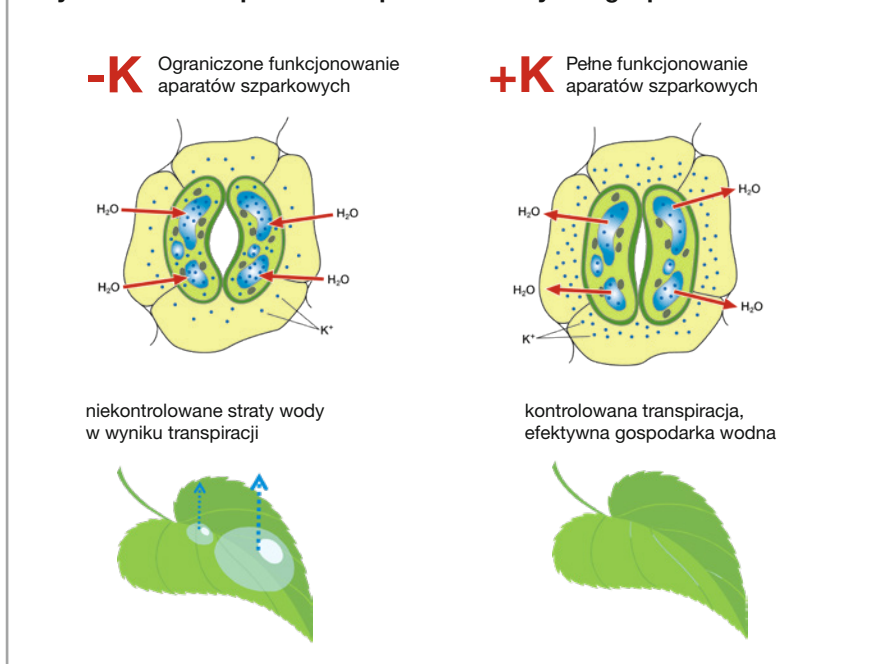 -K
Ograniczone funkcjonowanie
aparatów szparkowych
+K
Pełne funkcjonowanie
aparatów szparkowych
H₂O
H₂O
H₂O
H₂O
K⁺
H₂O
H₂O
H₂O
H₂O
K⁺
niekontrolowane straty wody
w wyniku transpiracji
kontrolowana transpiracja,
efektywna gospodarka wodna